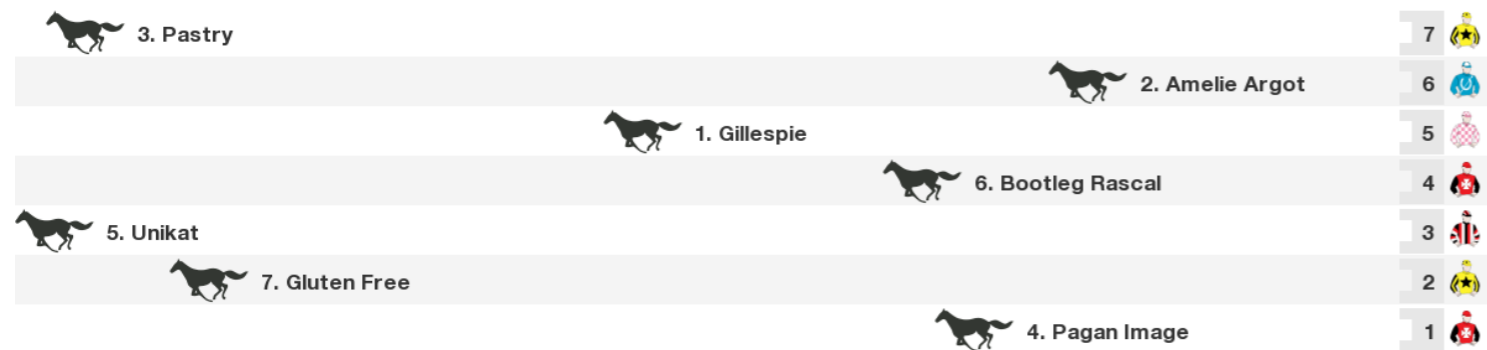 3. Pastry 7
2. Amelie Argot 6
1. Gillespie 5
6. Bootleg Rascal 4
5. Unikat 3
7. Gluten Free 2
4. Pagan Image 1